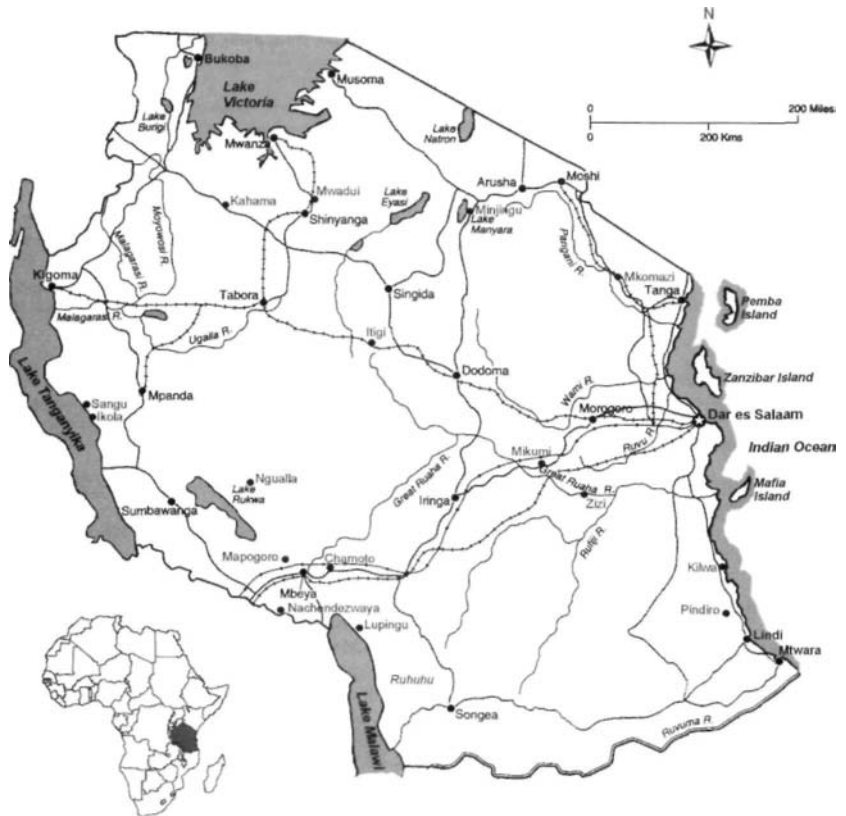 N
Bukoba
Lake
Victoria
Musoma
0
200 Miles
0
200 Kms
Lake
Burigi
Lake
Natron
Mwanza
Arusha
Moshi
Kahama
Mwadui
Lake
Eyasi
Minjingu
Lake
Manyara
Shinyanga
Moyowosi R.
Malagarasi R.
Pangani R.
Mkomazi
Kigoma
Tabora
Singida
Tanga
Pemba
Island
Malagaras R.
Ugalla R.
Itigi
Dodoma
Zanzibar Island
Wami R.
Lake Tanganyika
Mpanda
Sangu
Ikola
Morogoro
Dar es Salaam
Ruvu R.
Indian Ocean
Mikumi
Great Ruaha R.
Great Ruaha R.
Ngualla
Lake
Rukwa
Iringa
Zizi
Mafia
Island
Sumbawanga
Rufiji R.
Mapogoro
Chamoto
Kilwa
Mbeya
Nachendezwaya
Pindiro
Lupingu
Lindi
Mtwara
Ruhuhu
Lake Malawi
Songea
Ruvuma R.